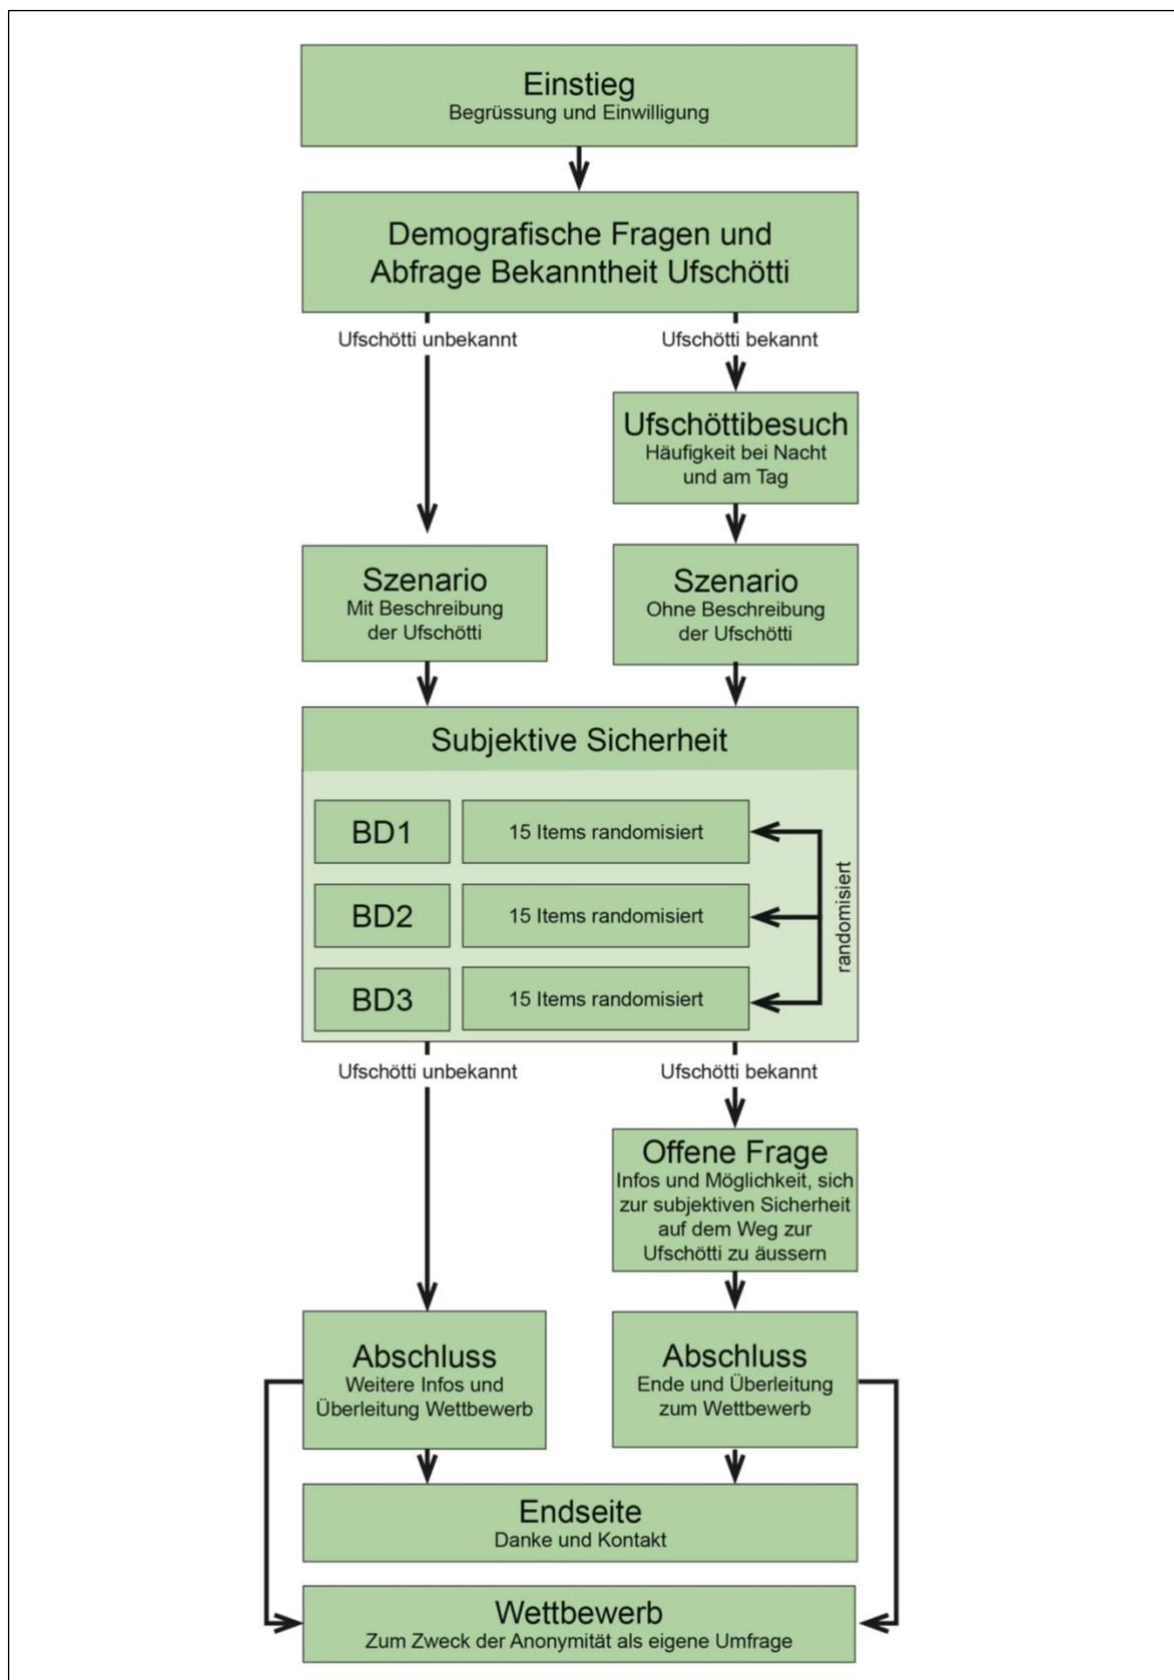 Einstieg
Begrüssung und Einwilligung
Demografische Fragen und
Abfrage Bekanntheit Ufschötti
Ufschötti unbekannt
Ufschötti bekannt
Ufschöttibesuch
Häufigkeit bei Nacht
und am Tag
Szenario
Mit Beschreibung
der Ufschötti
Szenario
Ohne Beschreibung
der Ufschötti
Subjektive Sicherheit
BD1
15 Items randomisiert
BD2
15 Items randomisiert
BD3
15 Items randomisiert
randomisiert
Ufschötti unbekannt
Ufschötti bekannt
Offene Frage
Infos und Möglichkeit, sich
zur subjektiven Sicherheit
auf dem Weg zur
Ufschötti zu äussern
Abschluss
Weitere Infos und
Überleitung Wettbewerb
Abschluss
Ende und Überleitung
zum Wettbewerb
Endseite
Danke und Kontakt
Wettbewerb
Zum Zweck der Anonymität als eigene Umfrage